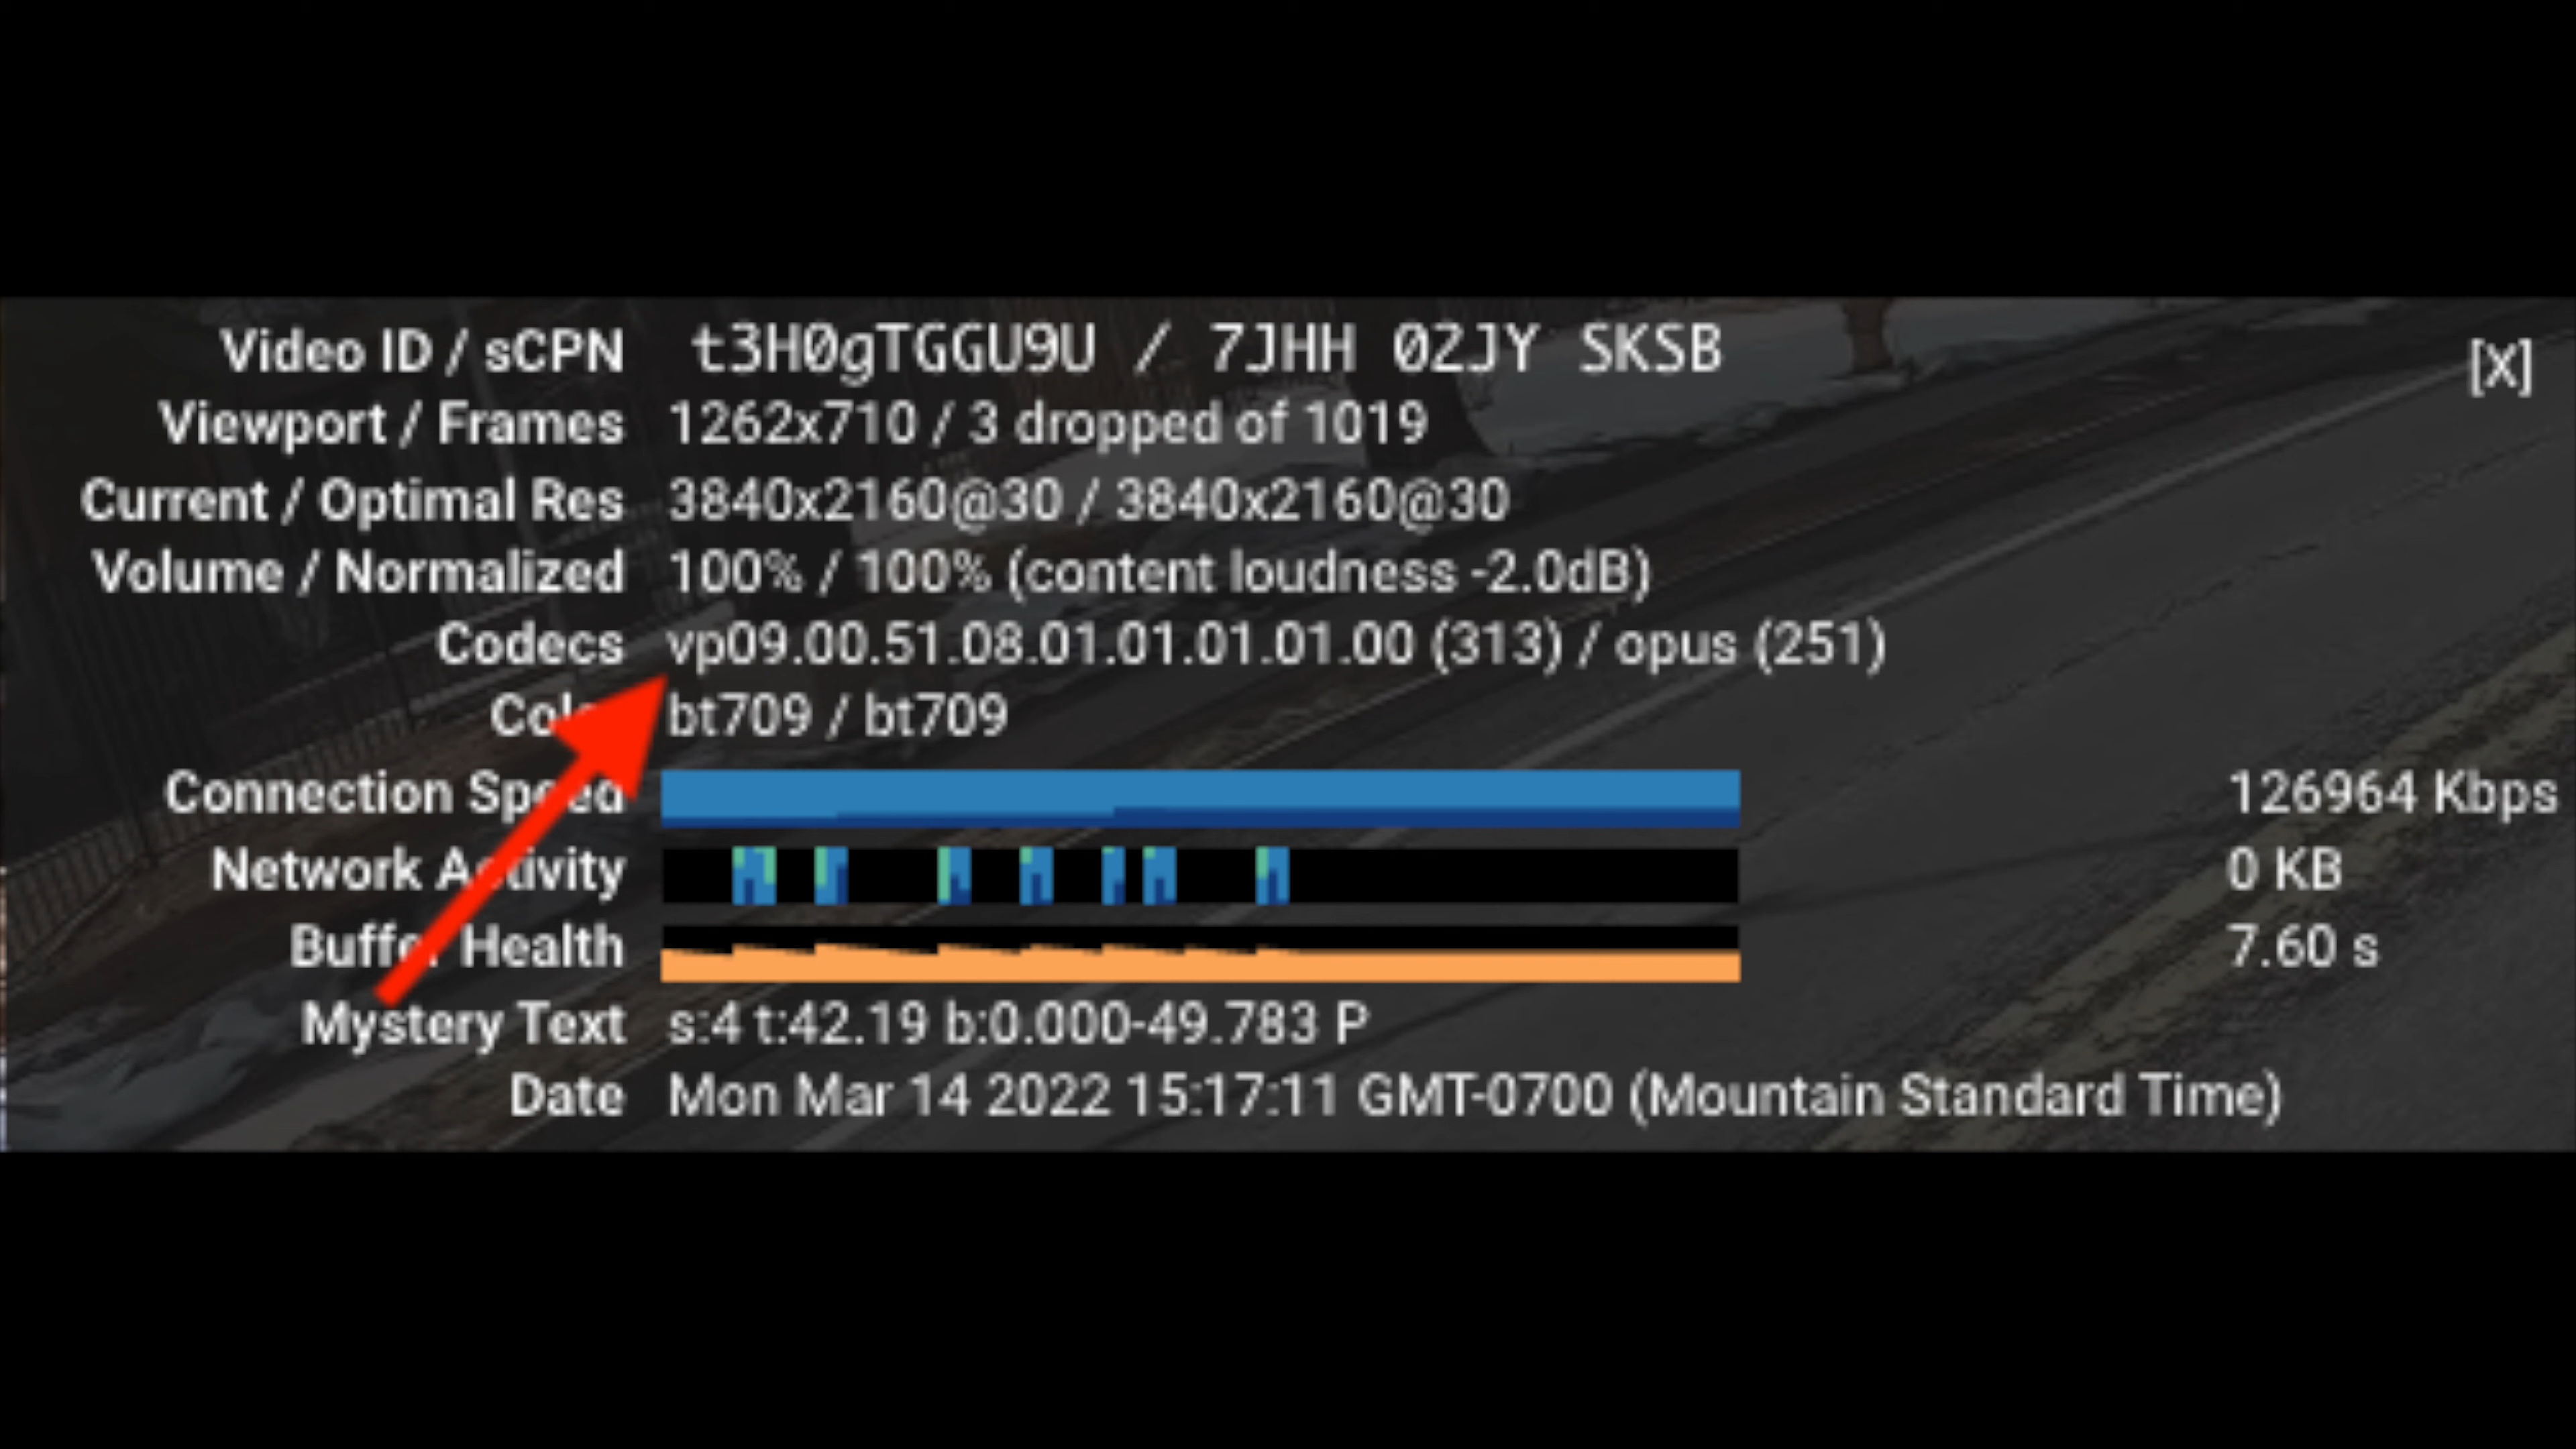 Video ID / sCPN t3H0gTGGU9U / 7JHH 02JY SKSB [X]
Viewport / Frames 1262x710 / 3 dropped of 1019
Current / Optimal Res 3840x2160@30 / 3840x2160@30
Volume / Normalized 100% / 100% (content loudness -2.0dB)
Codecs vp09.00.51.08.01.01.01.01.00 (313) / opus (251)
Color bt709 / bt709
Connection Speed 126964 Kbps
Network Activity 0 KB
Buffer Health 7.60 s
Mystery Text s:4 t:42.19 b:0.000-49.783 P
Date Mon Mar 14 2022 15:17:11 GMT-0700 (Mountain Standard Time)